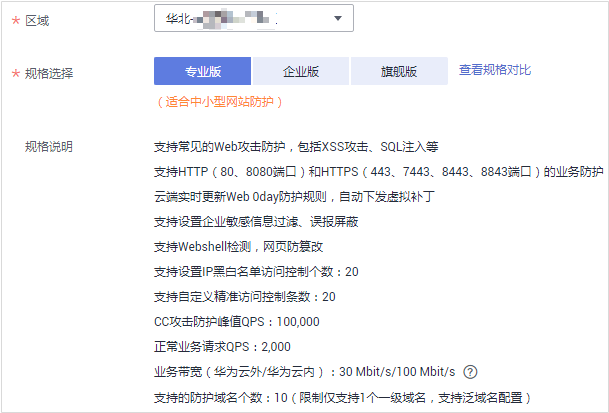 * 区域 华北-
* 规格选择 专业版 企业版 旗舰版 查看规格对比
（适合中小型网站防护）
规格说明 支持常见的Web攻击防护，包括XSS攻击、SQL注入等
支持HTTP（80、8080端口）和HTTPS（443、7443、8443、8843端口）的业务防护
云端实时更新Web 0day防护规则，自动下发虚拟补丁
支持设置企业敏感信息过滤、误报屏蔽
支持Webshell检测，网页防篡改
支持设置IP黑白名单访问控制个数：20
支持自定义精准访问控制条数：20
CC攻击防护峰值QPS：100,000
正常业务请求QPS：2,000
业务带宽（华为云外/华为云内）：30 Mbit/s/100 Mbit/s ?
支持的防护域名个数：10（限制仅支持1个一级域名，支持泛域名配置）